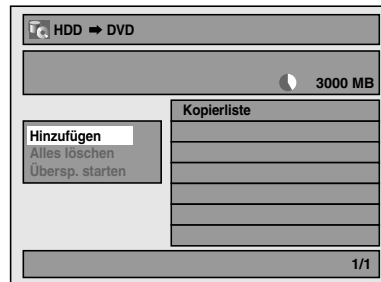 HDD ➡ DVD
3000 MB
Kopierliste
Hinzufügen
Alles löschen
Übersp. starten
1/1